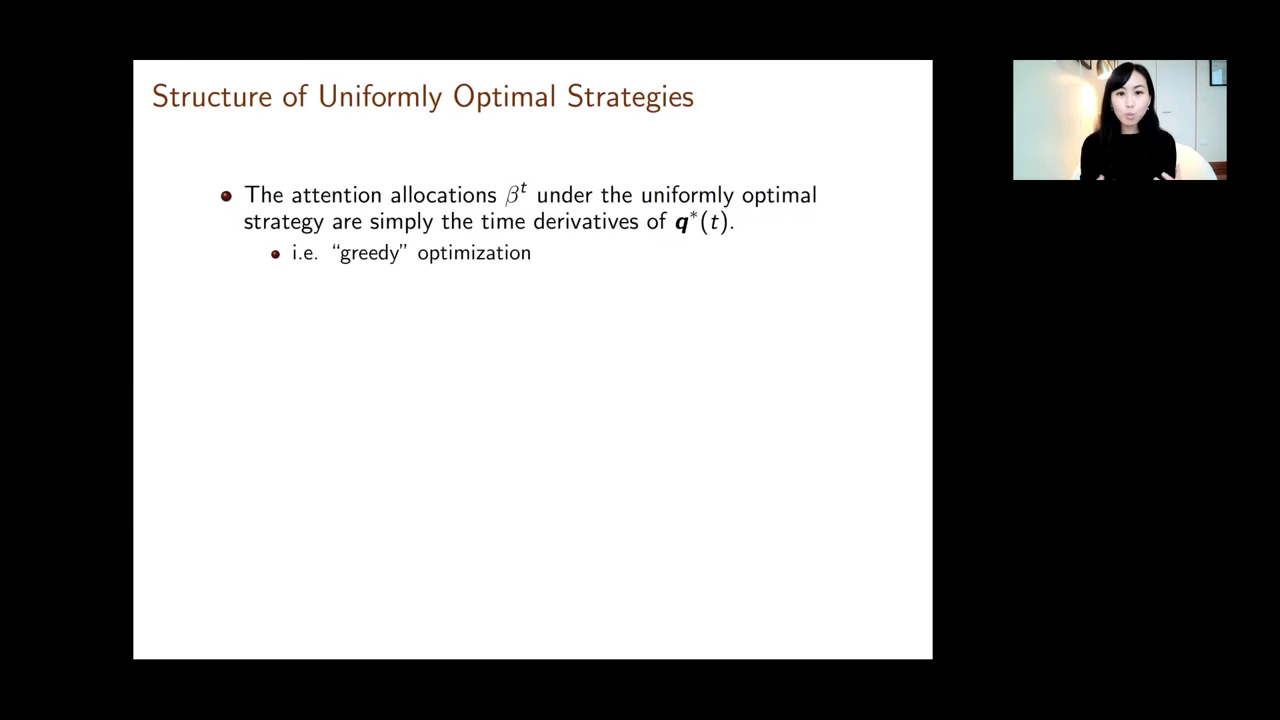 Structure of Uniformly Optimal Strategies
The attention allocations βᵗ under the uniformly optimal
strategy are simply the time derivatives of q*(t).
i.e. “greedy” optimization